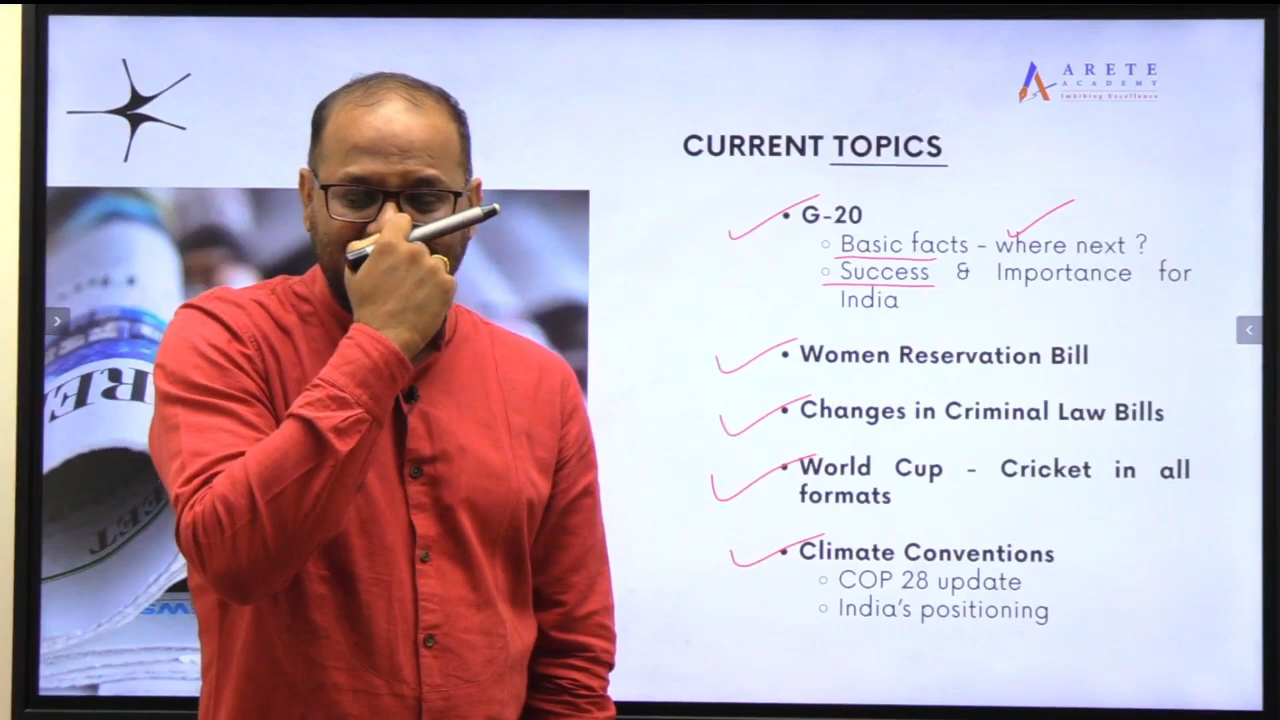 ARETE
ACADEMY
Imbibing Excellence
CURRENT TOPICS
• G-20
○ Basic facts - where next ?
○ Success & Importance for
India
• Women Reservation Bill
• Changes in Criminal Law Bills
• World Cup - Cricket in all
formats
• Climate Conventions
○ COP 28 update
○ India's positioning